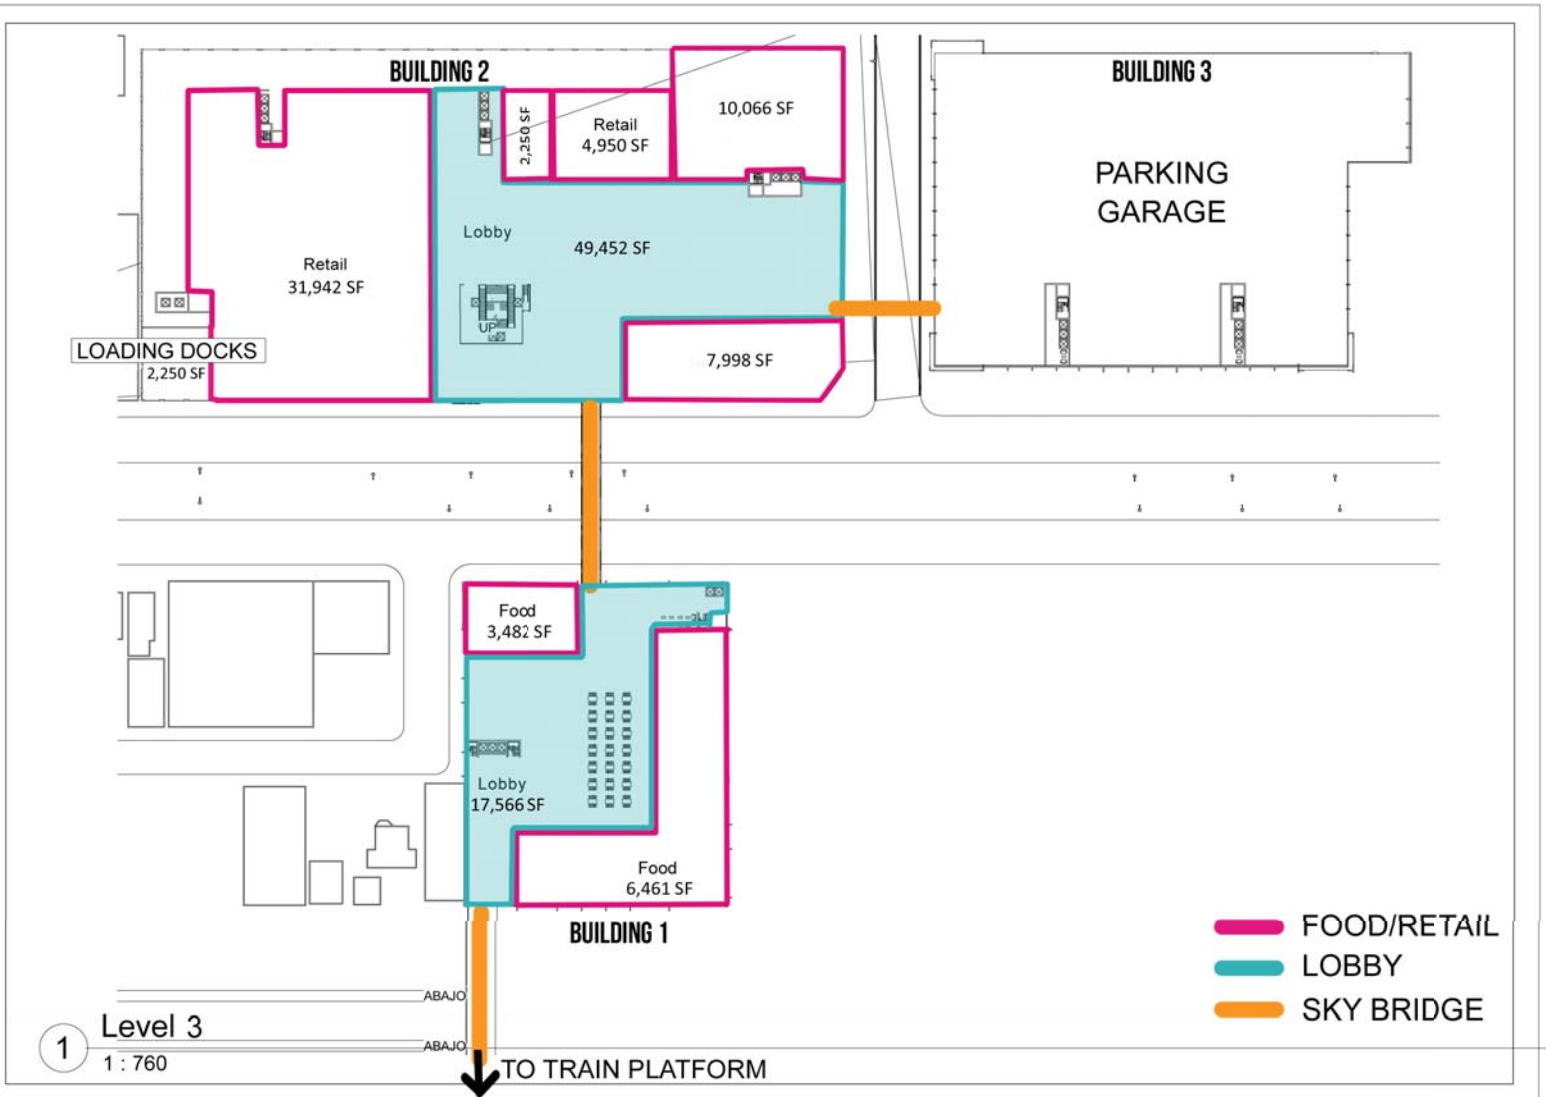 BUILDING 2
BUILDING 3
2,250 SF
Retail
4,950 SF
10,066 SF
PARKING
GARAGE
Lobby
49,452 SF
Retail
31,942 SF
UP
LOADING DOCKS
2,250 SF
7,998 SF
Food
3,482 SF
Lobby
17,566 SF
Food
6,461 SF
BUILDING 1
FOOD/RETAIL
LOBBY
SKY BRIDGE
ABAJO
ABAJO
1
Level 3
1 : 760
TO TRAIN PLATFORM